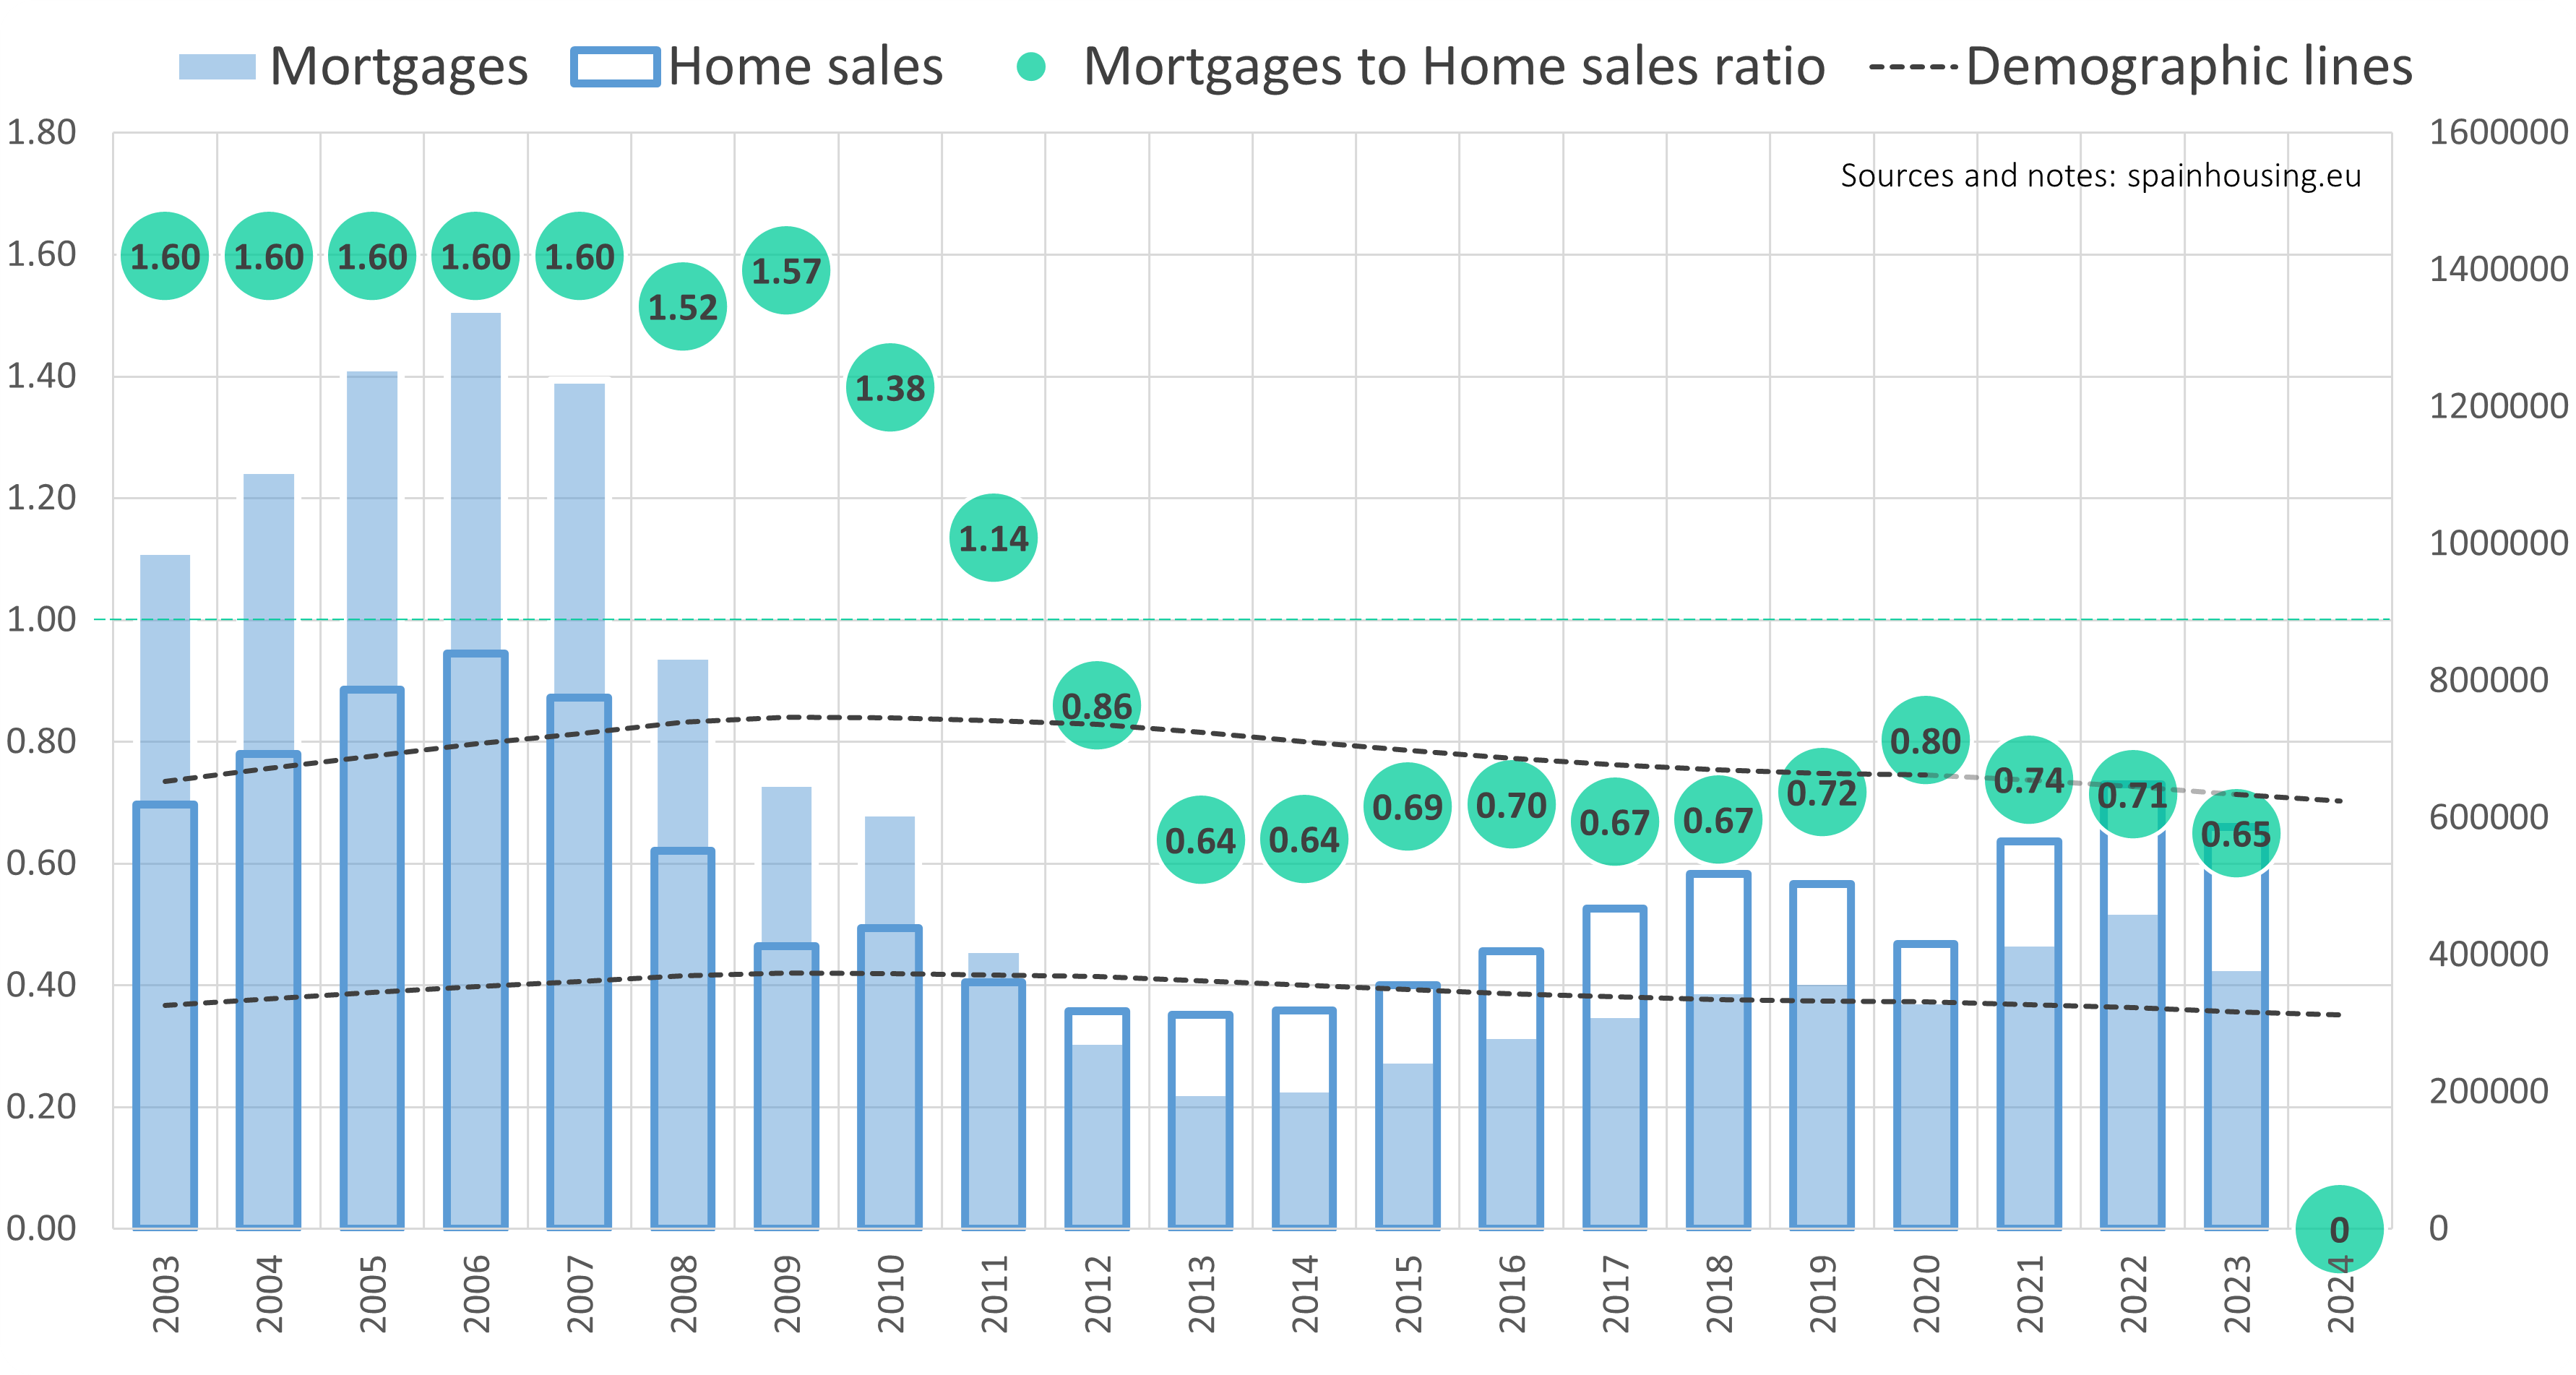 Mortgages Home sales Mortgages to Home sales ratio Demographic lines
1.80 1600000
Sources and notes: spainhousing.eu
1.60 1400000
1.40 1200000
1.20 1000000
1.00 800000
0.80 600000
0.60 400000
0.40 200000
0.20 0
0.00
1.60 1.60 1.60 1.60 1.60 1.52 1.57 1.38 1.14 0.86 0.64 0.64 0.69 0.70 0.67 0.67 0.72 0.80 0.74 0.71 0.65 0
2003 2004 2005 2006 2007 2008 2009 2010 2011 2012 2013 2014 2015 2016 2017 2018 2019 2020 2021 2022 2023 2024